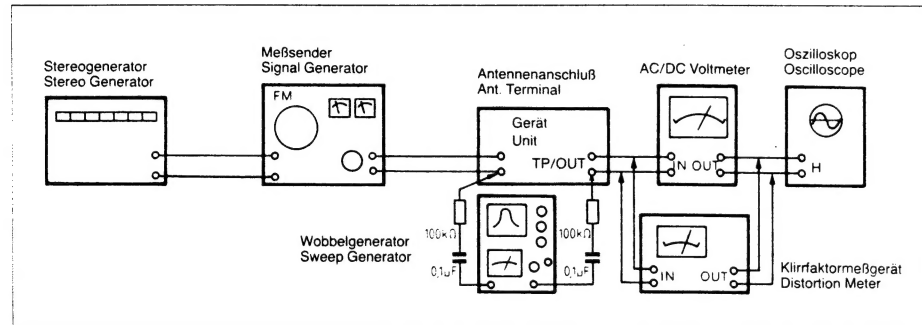 Stereogenerator
Stereo Generator
Meßsender
Signal Generator
FM
Antennenanschluß
Ant. Terminal
Gerät
Unit
TP/OUT
AC/DC Voltmeter
IN OUT
Oszilloskop
Oscilloscope
H
Wobbelgenerator
Sweep Generator
100kΩ
0,1µF
100kΩ
0,1µF
IN
OUT
Klirrfaktormeßgerät
Distortion Meter